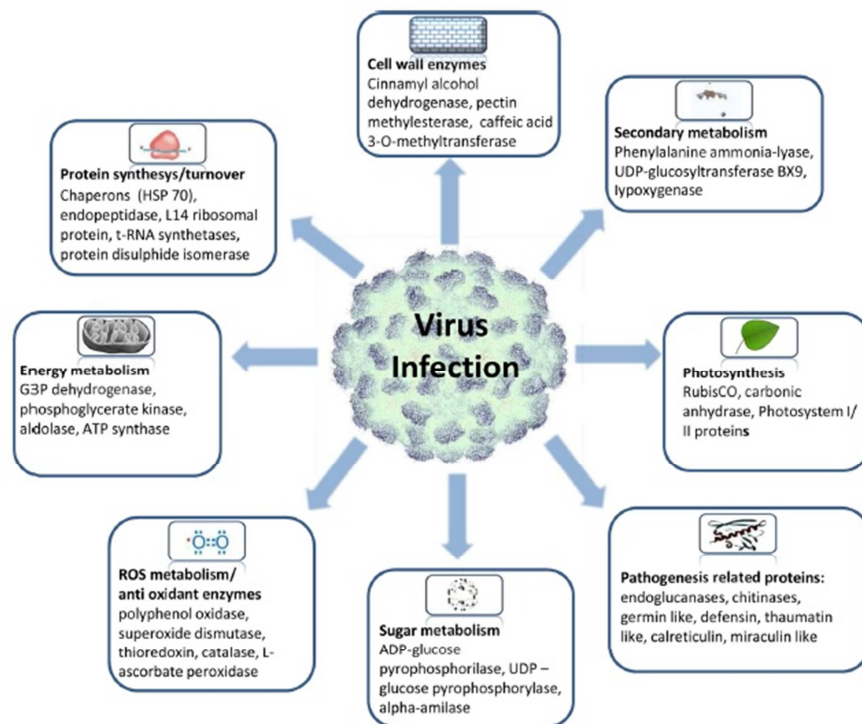 Cell wall enzymes
Cinnamyl alcohol
dehydrogenase, pectin
methylesterase, caffeic acid
3-O-methyltransferase
Secondary metabolism
Phenylalanine ammonia-lyase,
UDP-glucosyltransferase BX9,
lypoxygenase
Protein synthesys/turnover
Chaperons (HSP 70),
endopeptidase, L14 ribosomal
protein, t-RNA synthetases,
protein disulphide isomerase
Virus
Infection
Energy metabolism
G3P dehydrogenase,
phosphoglycerate kinase,
aldolase, ATP synthase
Photosynthesis
RubisCO, carbonic
anhydrase, Photosystem I/
II proteins
ROS metabolism/
anti oxidant enzymes
polyphenol oxidase,
superoxide dismutase,
thioredoxin, catalase, L-
ascorbate peroxidase
Sugar metabolism
ADP-glucose
pyrophosphorilase, UDP –
glucose pyrophosphorylase,
alpha-amilase
Pathogenesis related proteins:
endoglucanases, chitinases,
germin like, defensin, thaumatin
like, calreticulin, miraculin like